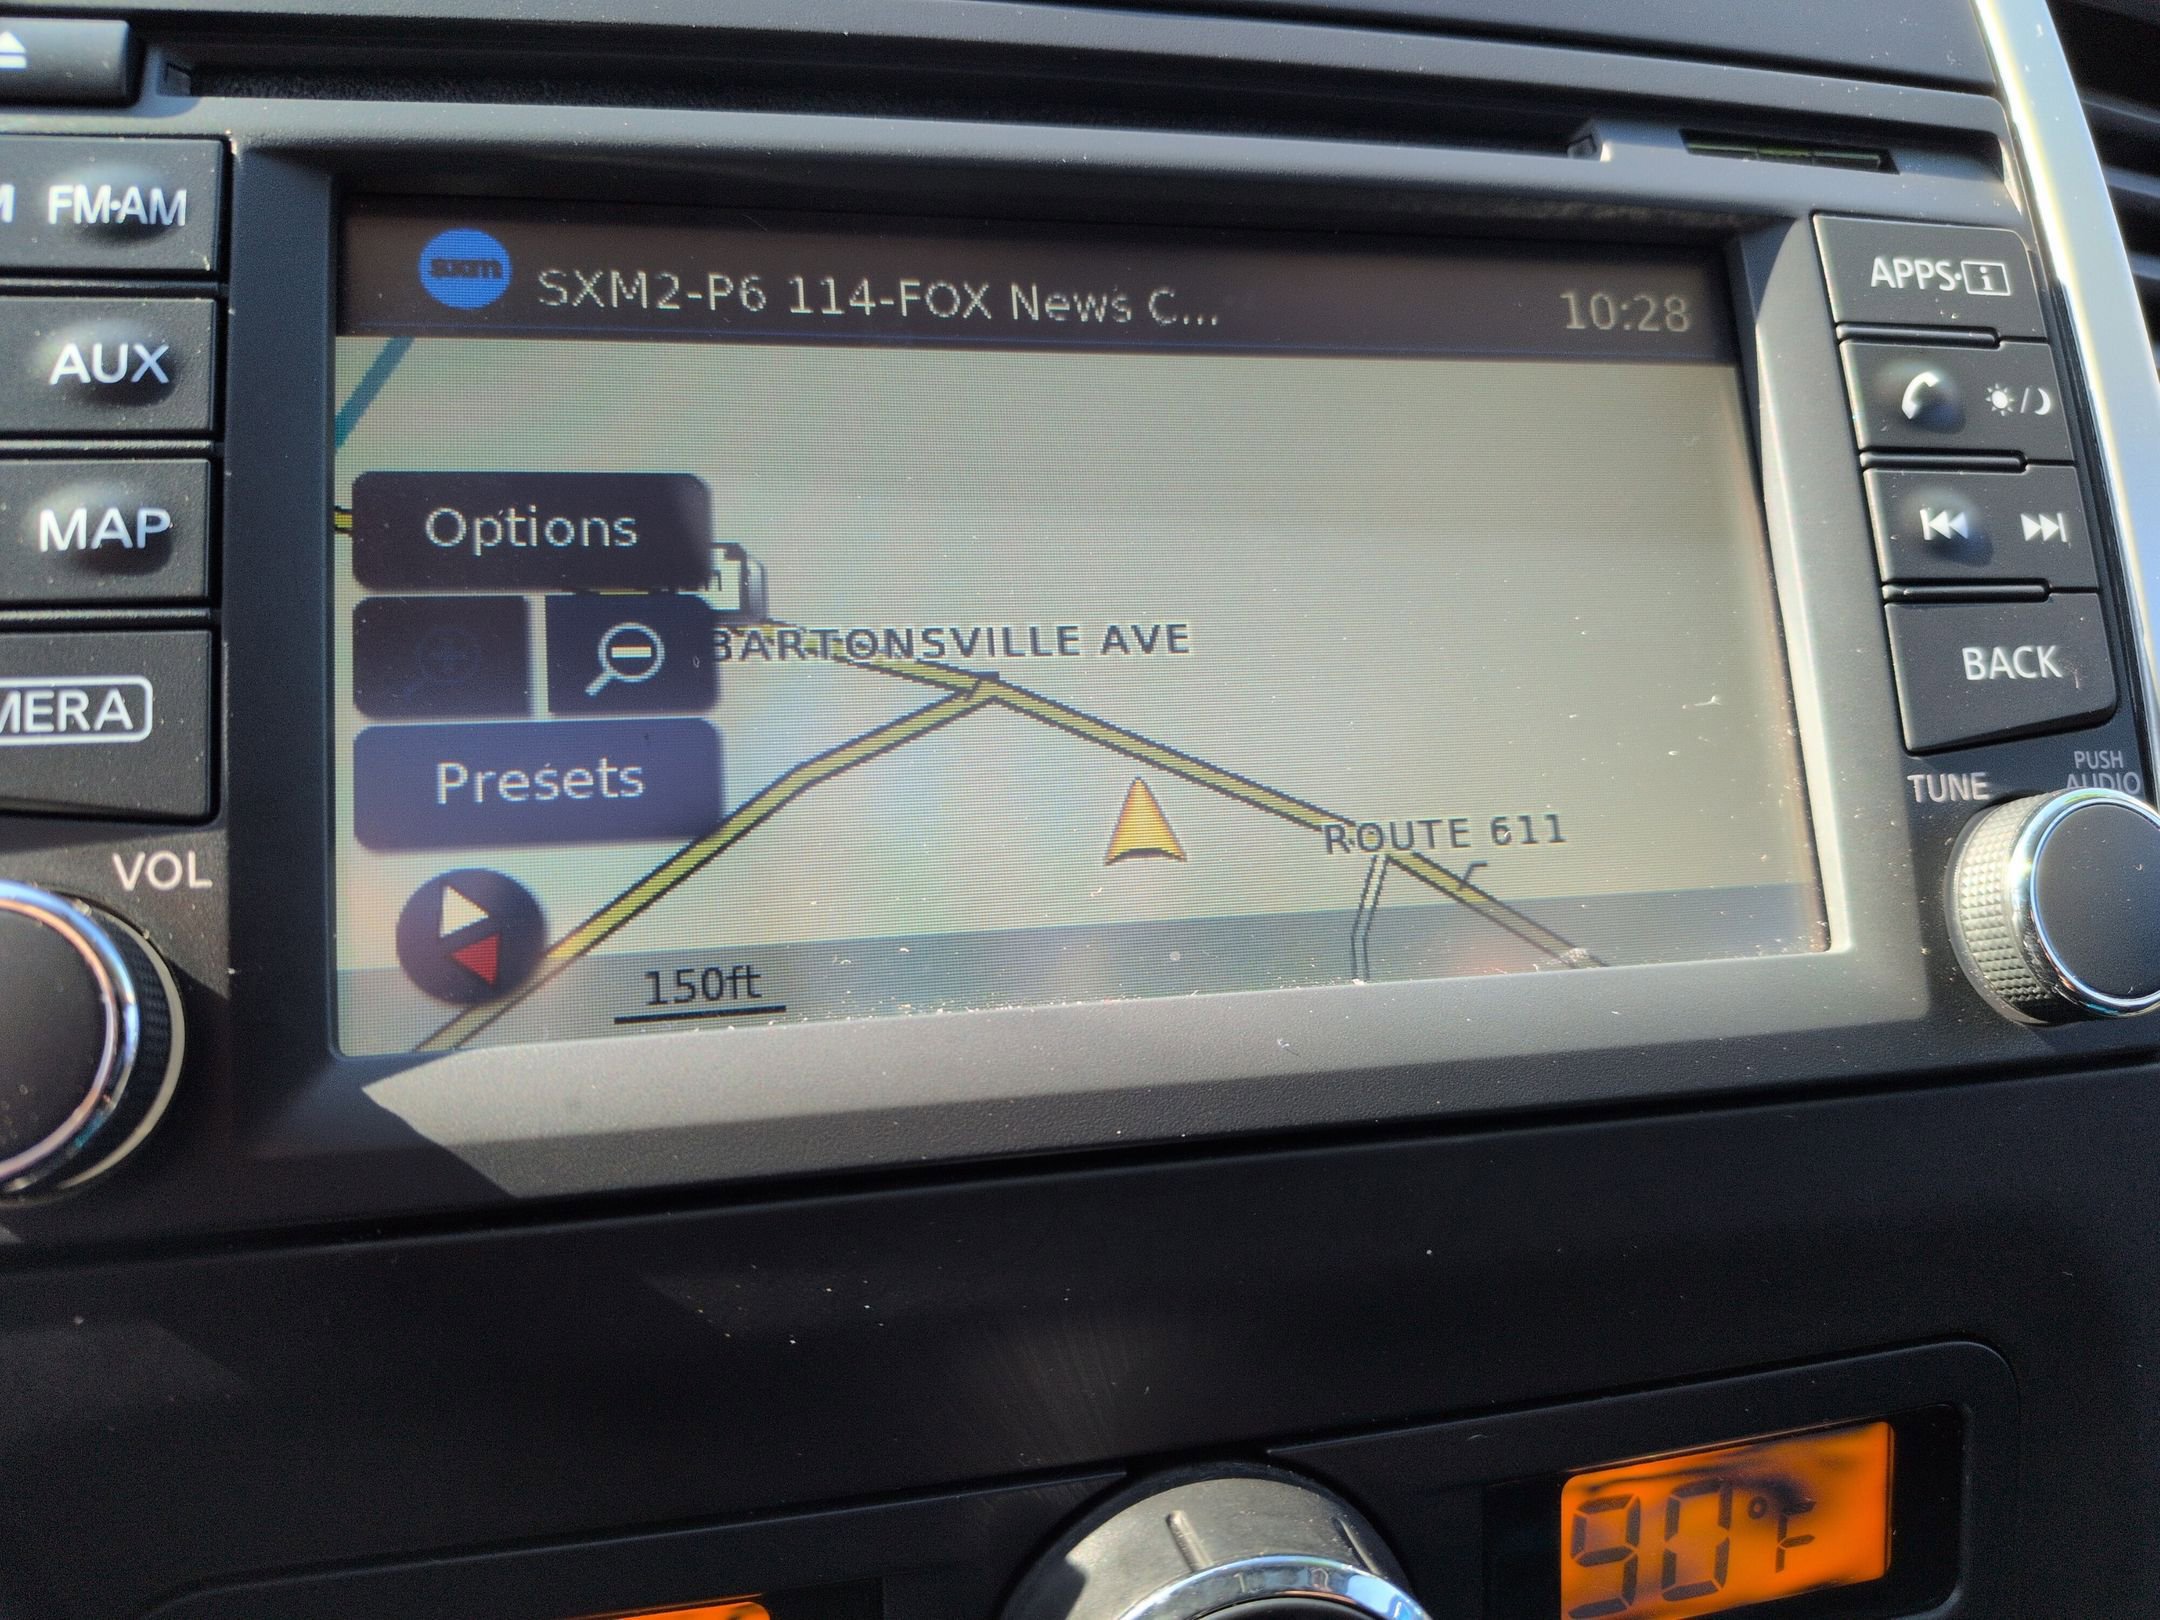 FM·AM
AUX
MAP
MERA
VOL
sxm
SXM2-P6 114-FOX News C...
10:28
Options
BARTONSVILLE AVE
Presets
ROUTE 611
150ft
APPS·i
BACK
TUNE
PUSH
AUDIO
90°F